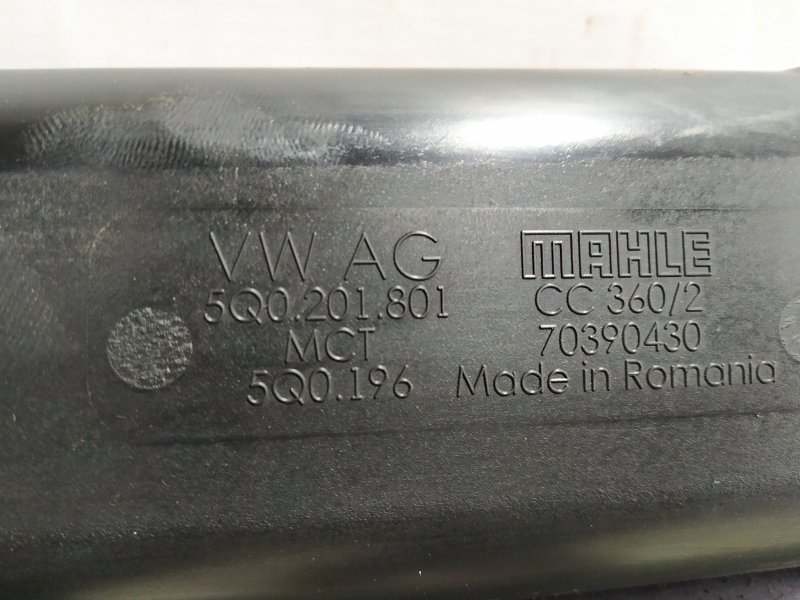 VW AG
5Q0.201.801
MCT
5Q0.196
MAHLE
CC 360/2
70390430
Made in Romania